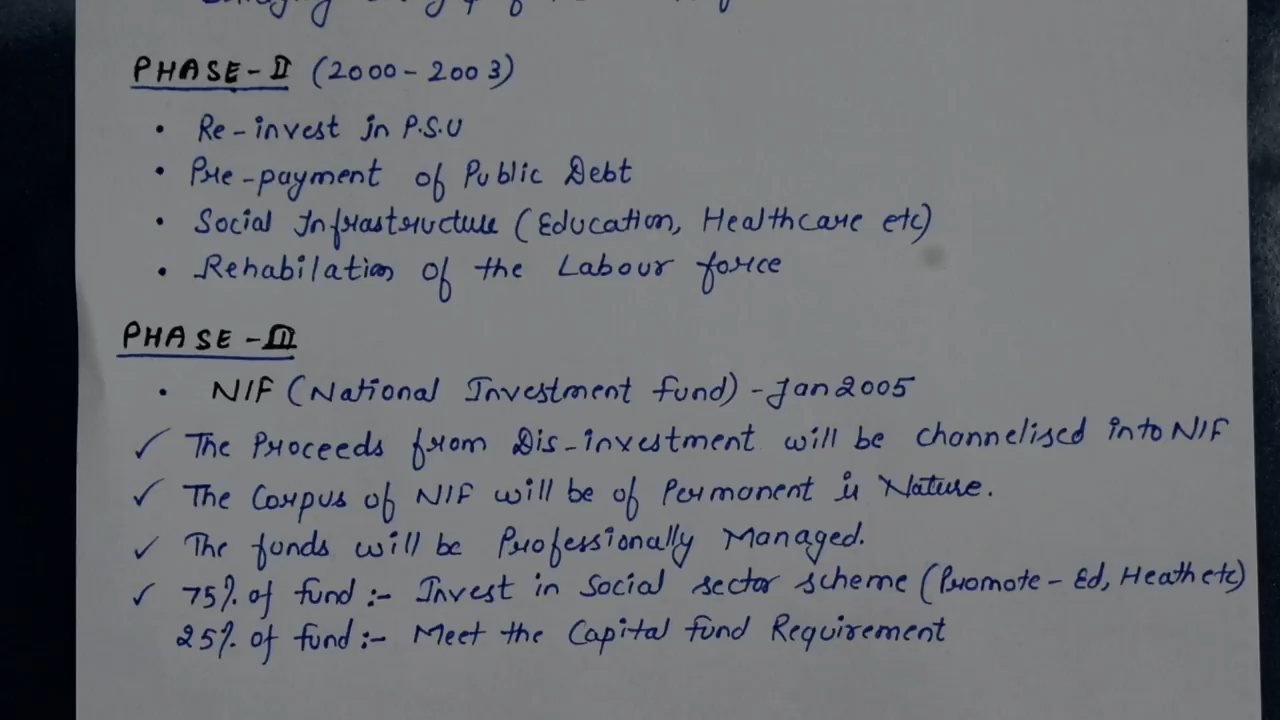 PHASE-II (2000-2003)
• Re-invest in P.S.U
• Pre-payment of Public Debt
• Social Infrastructure (Education, Healthcare etc)
• Rehabilation of the Labour force
PHASE-III
• NIF (National Investment fund) - Jan 2005
✓ The Proceeds from Dis-investment will be channelised into NIF
✓ The Corpus of NIF will be of Permanent in Nature.
✓ The funds will be Professionally Managed.
✓ 75% of fund :- Invest in Social sector scheme (Promote - Ed, Heath etc)
25% of fund :- Meet the Capital fund Requirement